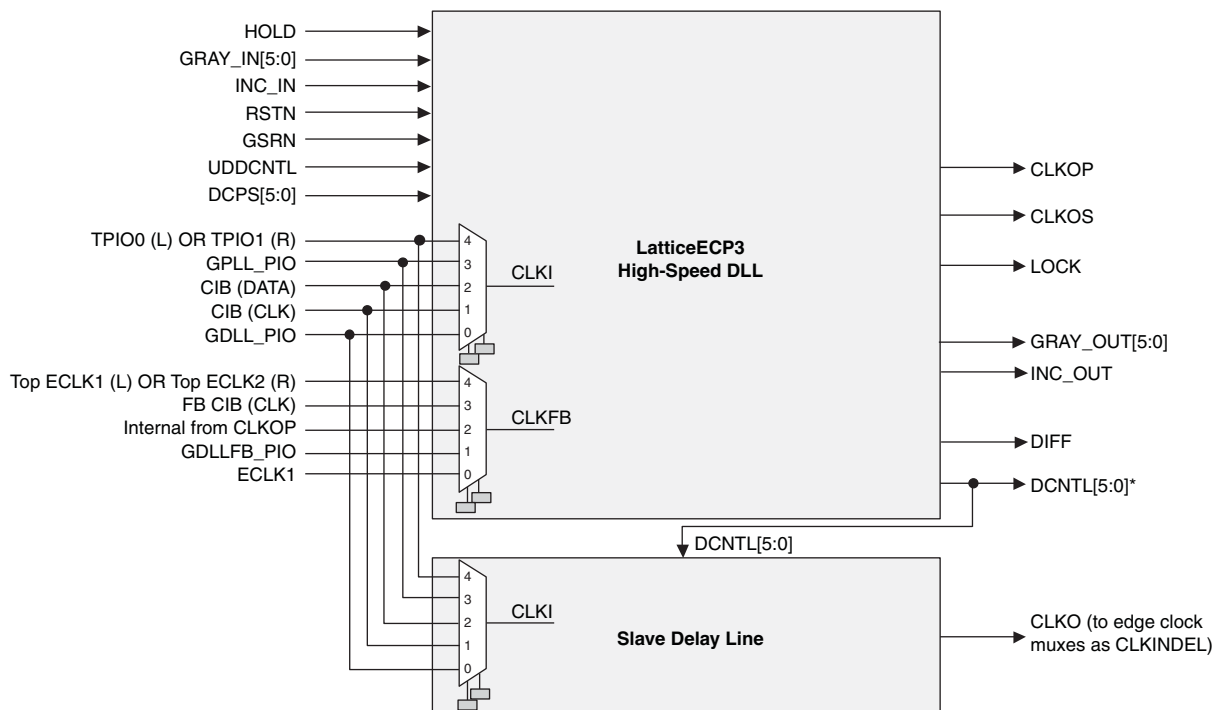 HOLD
GRAY_IN[5:0]
INC_IN
RSTN
GSRN
UDDCNTL
DCPS[5:0]
TPIO0 (L) OR TPIO1 (R)
GPLL_PIO
CIB (DATA)
CIB (CLK)
GDLL_PIO
4
3
2
1
0
CLKI
Top ECLK1 (L) OR Top ECLK2 (R)
FB CIB (CLK)
Internal from CLKOP
GDLLFB_PIO
ECLK1
4
3
2
1
0
CLKFB
LatticeECP3
High-Speed DLL
CLKOP
CLKOS
LOCK
GRAY_OUT[5:0]
INC_OUT
DIFF
DCNTL[5:0]*
DCNTL[5:0]
4
3
2
1
0
CLKI
Slave Delay Line
CLKO (to edge clock
muxes as CLKINDEL)